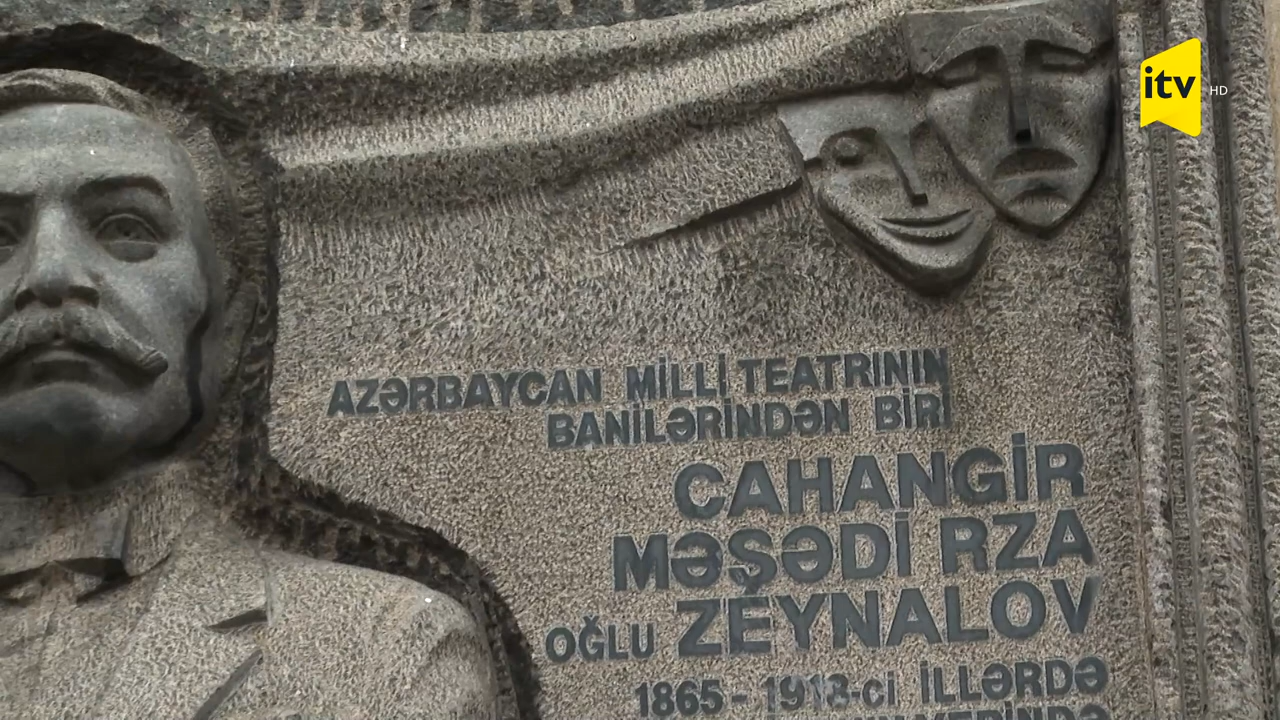 itv HD
AZƏRBAYCAN MİLLİ TEATRININ
BANİLƏRİNDƏN BİRİ
CAHANGİR
MƏŞƏDİ RZA
OĞLU ZEYNALOV
1865 - 1918-ci İLLƏRDƏ